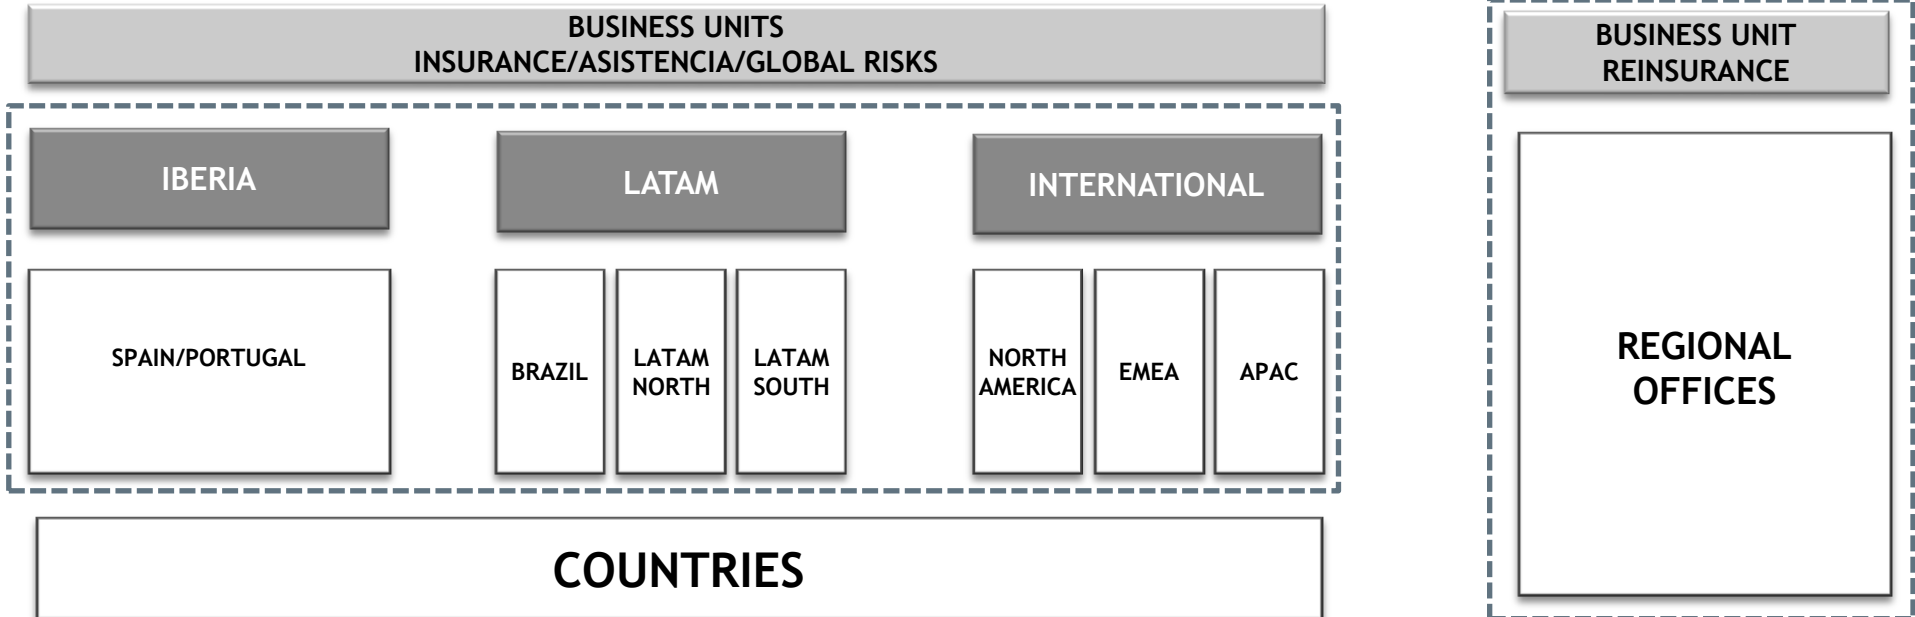 BUSINESS UNITS
INSURANCE/ASISTENCIA/GLOBAL RISKS
IBERIA
LATAM
INTERNATIONAL
SPAIN/PORTUGAL
BRAZIL
LATAM
NORTH
LATAM
SOUTH
NORTH
AMERICA
EMEA
APAC
COUNTRIES
BUSINESS UNIT
REINSURANCE
REGIONAL
OFFICES